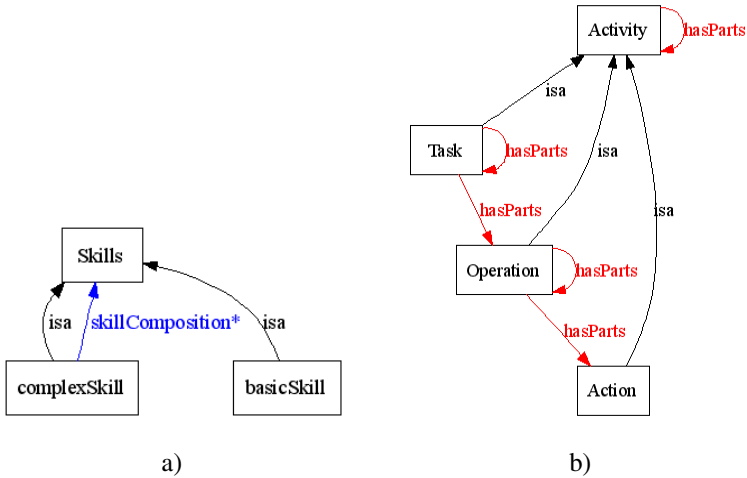 Activity
hasParts
isa
Task
hasParts
isa
hasParts
isa
Skills
Operation
hasParts
isa
skillComposition*
isa
hasParts
complexSkill
basicSkill
Action
a)
b)